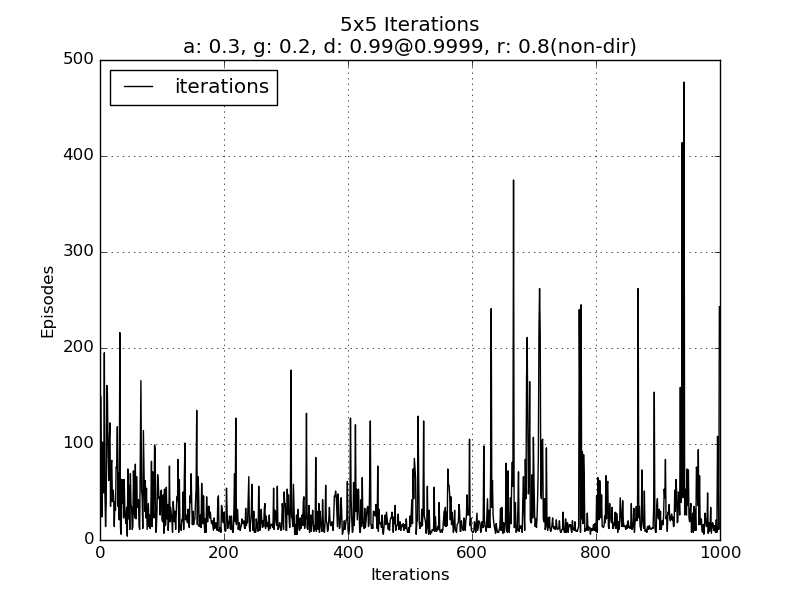 5x5 Iterations
a: 0.3, g: 0.2, d: 0.99@0.9999, r: 0.8(non-dir)
iterations
500
400
300
200
100
0
Episodes
0 200 400 600 800 1000
Iterations